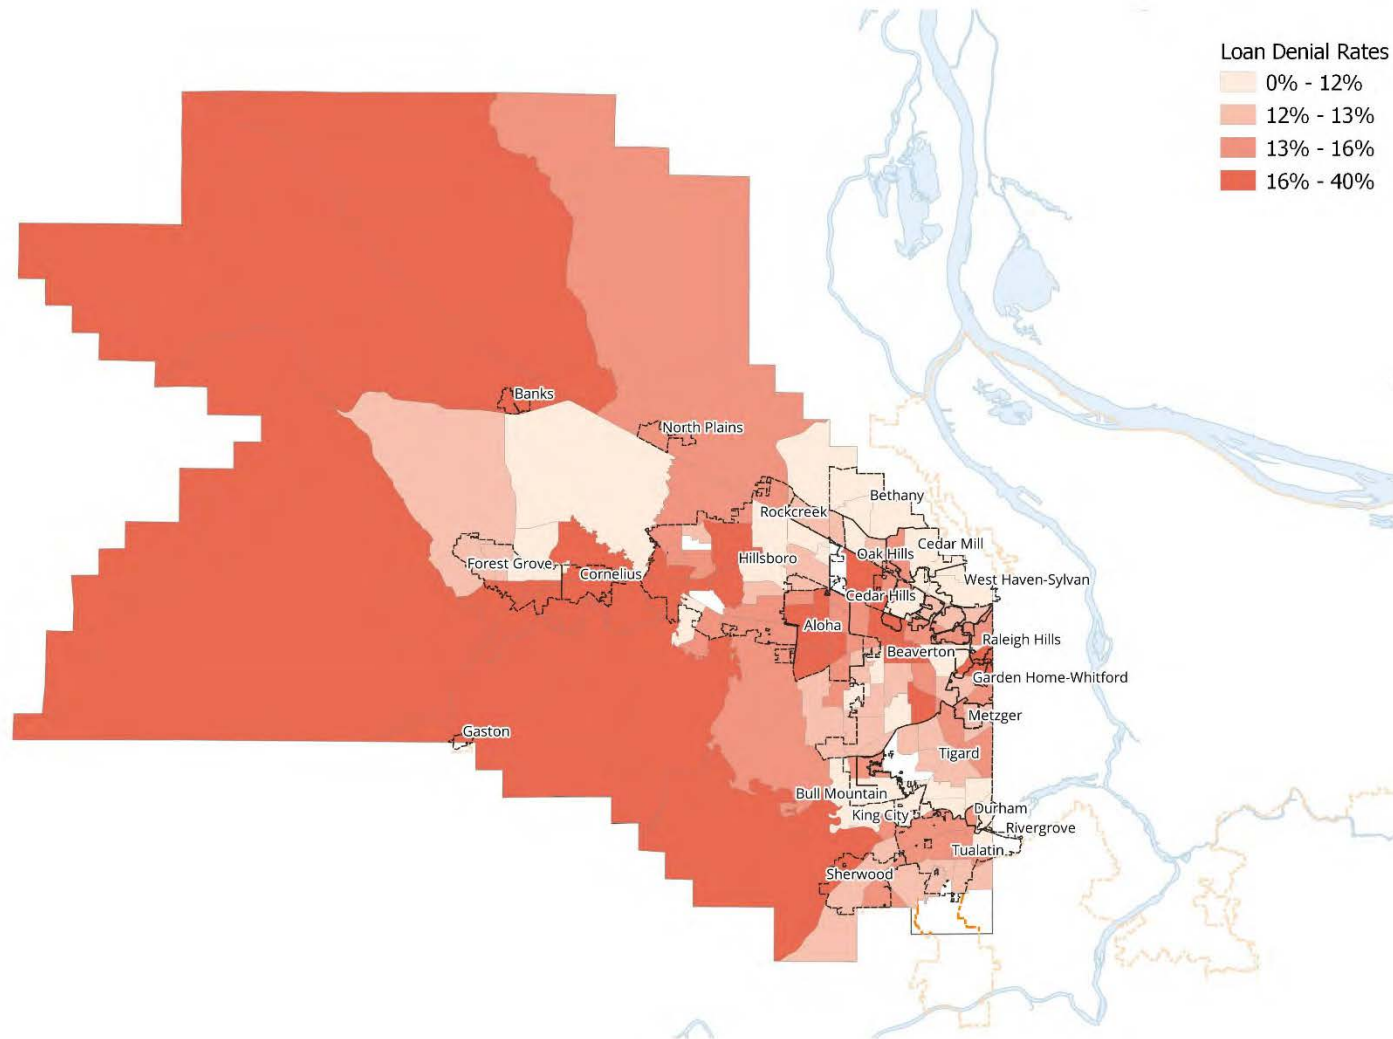 Loan Denial Rates
0% - 12%
12% - 13%
13% - 16%
16% - 40%
Banks
North Plains
Bethany
Rockcreek
Cedar Mill
Oak Hills
Hillsboro
Forest Grove
Cornelius
West Haven-Sylvan
Cedar Hills
Aloha
Raleigh Hills
Beaverton
Garden Home-Whitford
Metzger
Gaston
Tigard
Bull Mountain
Durham
King City
Rivergrove
Tualatin
Sherwood